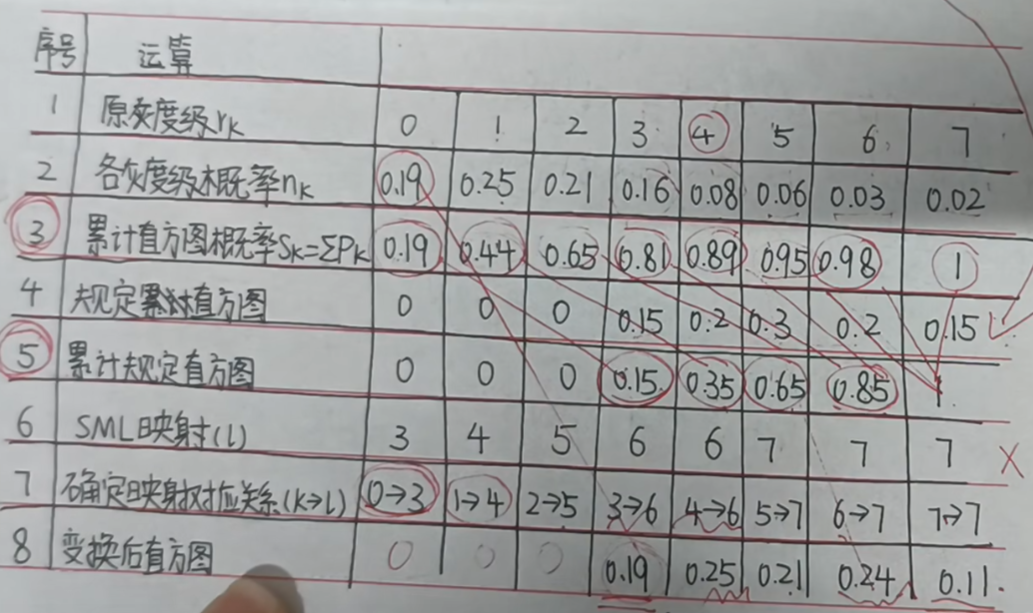 序号 运算
1 原灰度级rk 0 1 2 3 4 5 6 7
2 各灰度级概率nk 0.19 0.25 0.21 0.16 0.08 0.06 0.03 0.02
3 累计直方图概率Sk=ΣPk 0.19 0.44 0.65 0.81 0.89 0.95 0.98 1
4 规定累计直方图 0 0 0 0.15 0.2 0.3 0.2 0.15
5 累计规定直方图 0 0 0 0.15 0.35 0.65 0.85 1
6 SML映射(l) 3 4 5 6 6 7 7 7
7 确定映射对应关系(k→l) 0→3 1→4 2→5 3→6 4→6 5→7 6→7 7→7
8 变换后直方图 0 0 0 0.19 0.25 0.21 0.24 0.11